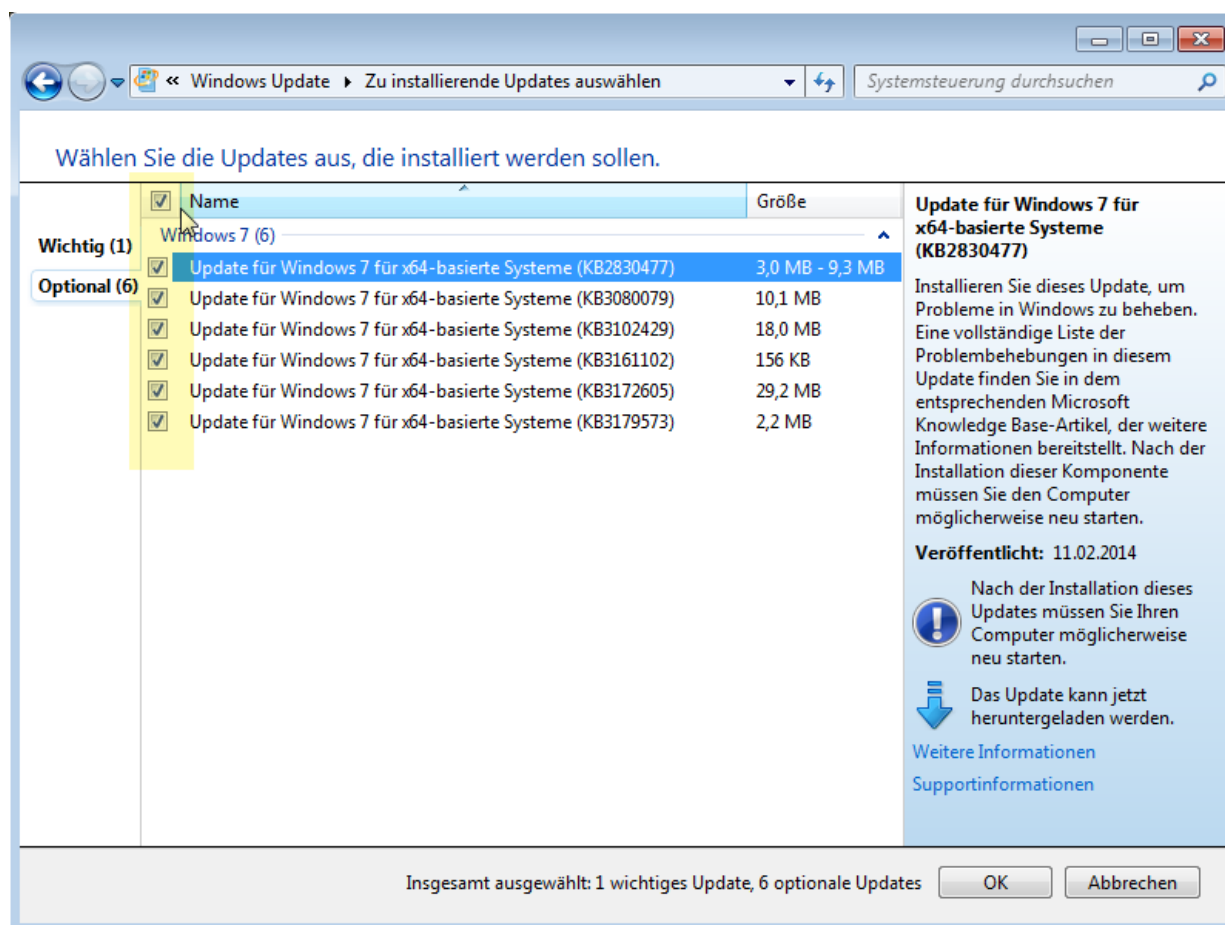 « Windows Update ▸ Zu installierende Updates auswählen
Systemsteuerung durchsuchen
Wählen Sie die Updates aus, die installiert werden sollen.
Wichtig (1)
Optional (6)
Name Größe
Windows 7 (6)
Update für Windows 7 für x64-basierte Systeme (KB2830477) 3,0 MB - 9,3 MB
Update für Windows 7 für x64-basierte Systeme (KB3080079) 10,1 MB
Update für Windows 7 für x64-basierte Systeme (KB3102429) 18,0 MB
Update für Windows 7 für x64-basierte Systeme (KB3161102) 156 KB
Update für Windows 7 für x64-basierte Systeme (KB3172605) 29,2 MB
Update für Windows 7 für x64-basierte Systeme (KB3179573) 2,2 MB
Update für Windows 7 für
x64-basierte Systeme
(KB2830477)
Installieren Sie dieses Update, um
Probleme in Windows zu beheben.
Eine vollständige Liste der
Problembehebungen in diesem
Update finden Sie in dem
entsprechenden Microsoft
Knowledge Base-Artikel, der weitere
Informationen bereitstellt. Nach der
Installation dieser Komponente
müssen Sie den Computer
möglicherweise neu starten.
Veröffentlicht: 11.02.2014
Nach der Installation dieses
Updates müssen Sie Ihren
Computer möglicherweise
neu starten.
Das Update kann jetzt
heruntergeladen werden.
Weitere Informationen
Supportinformationen
Insgesamt ausgewählt: 1 wichtiges Update, 6 optionale Updates
OK
Abbrechen